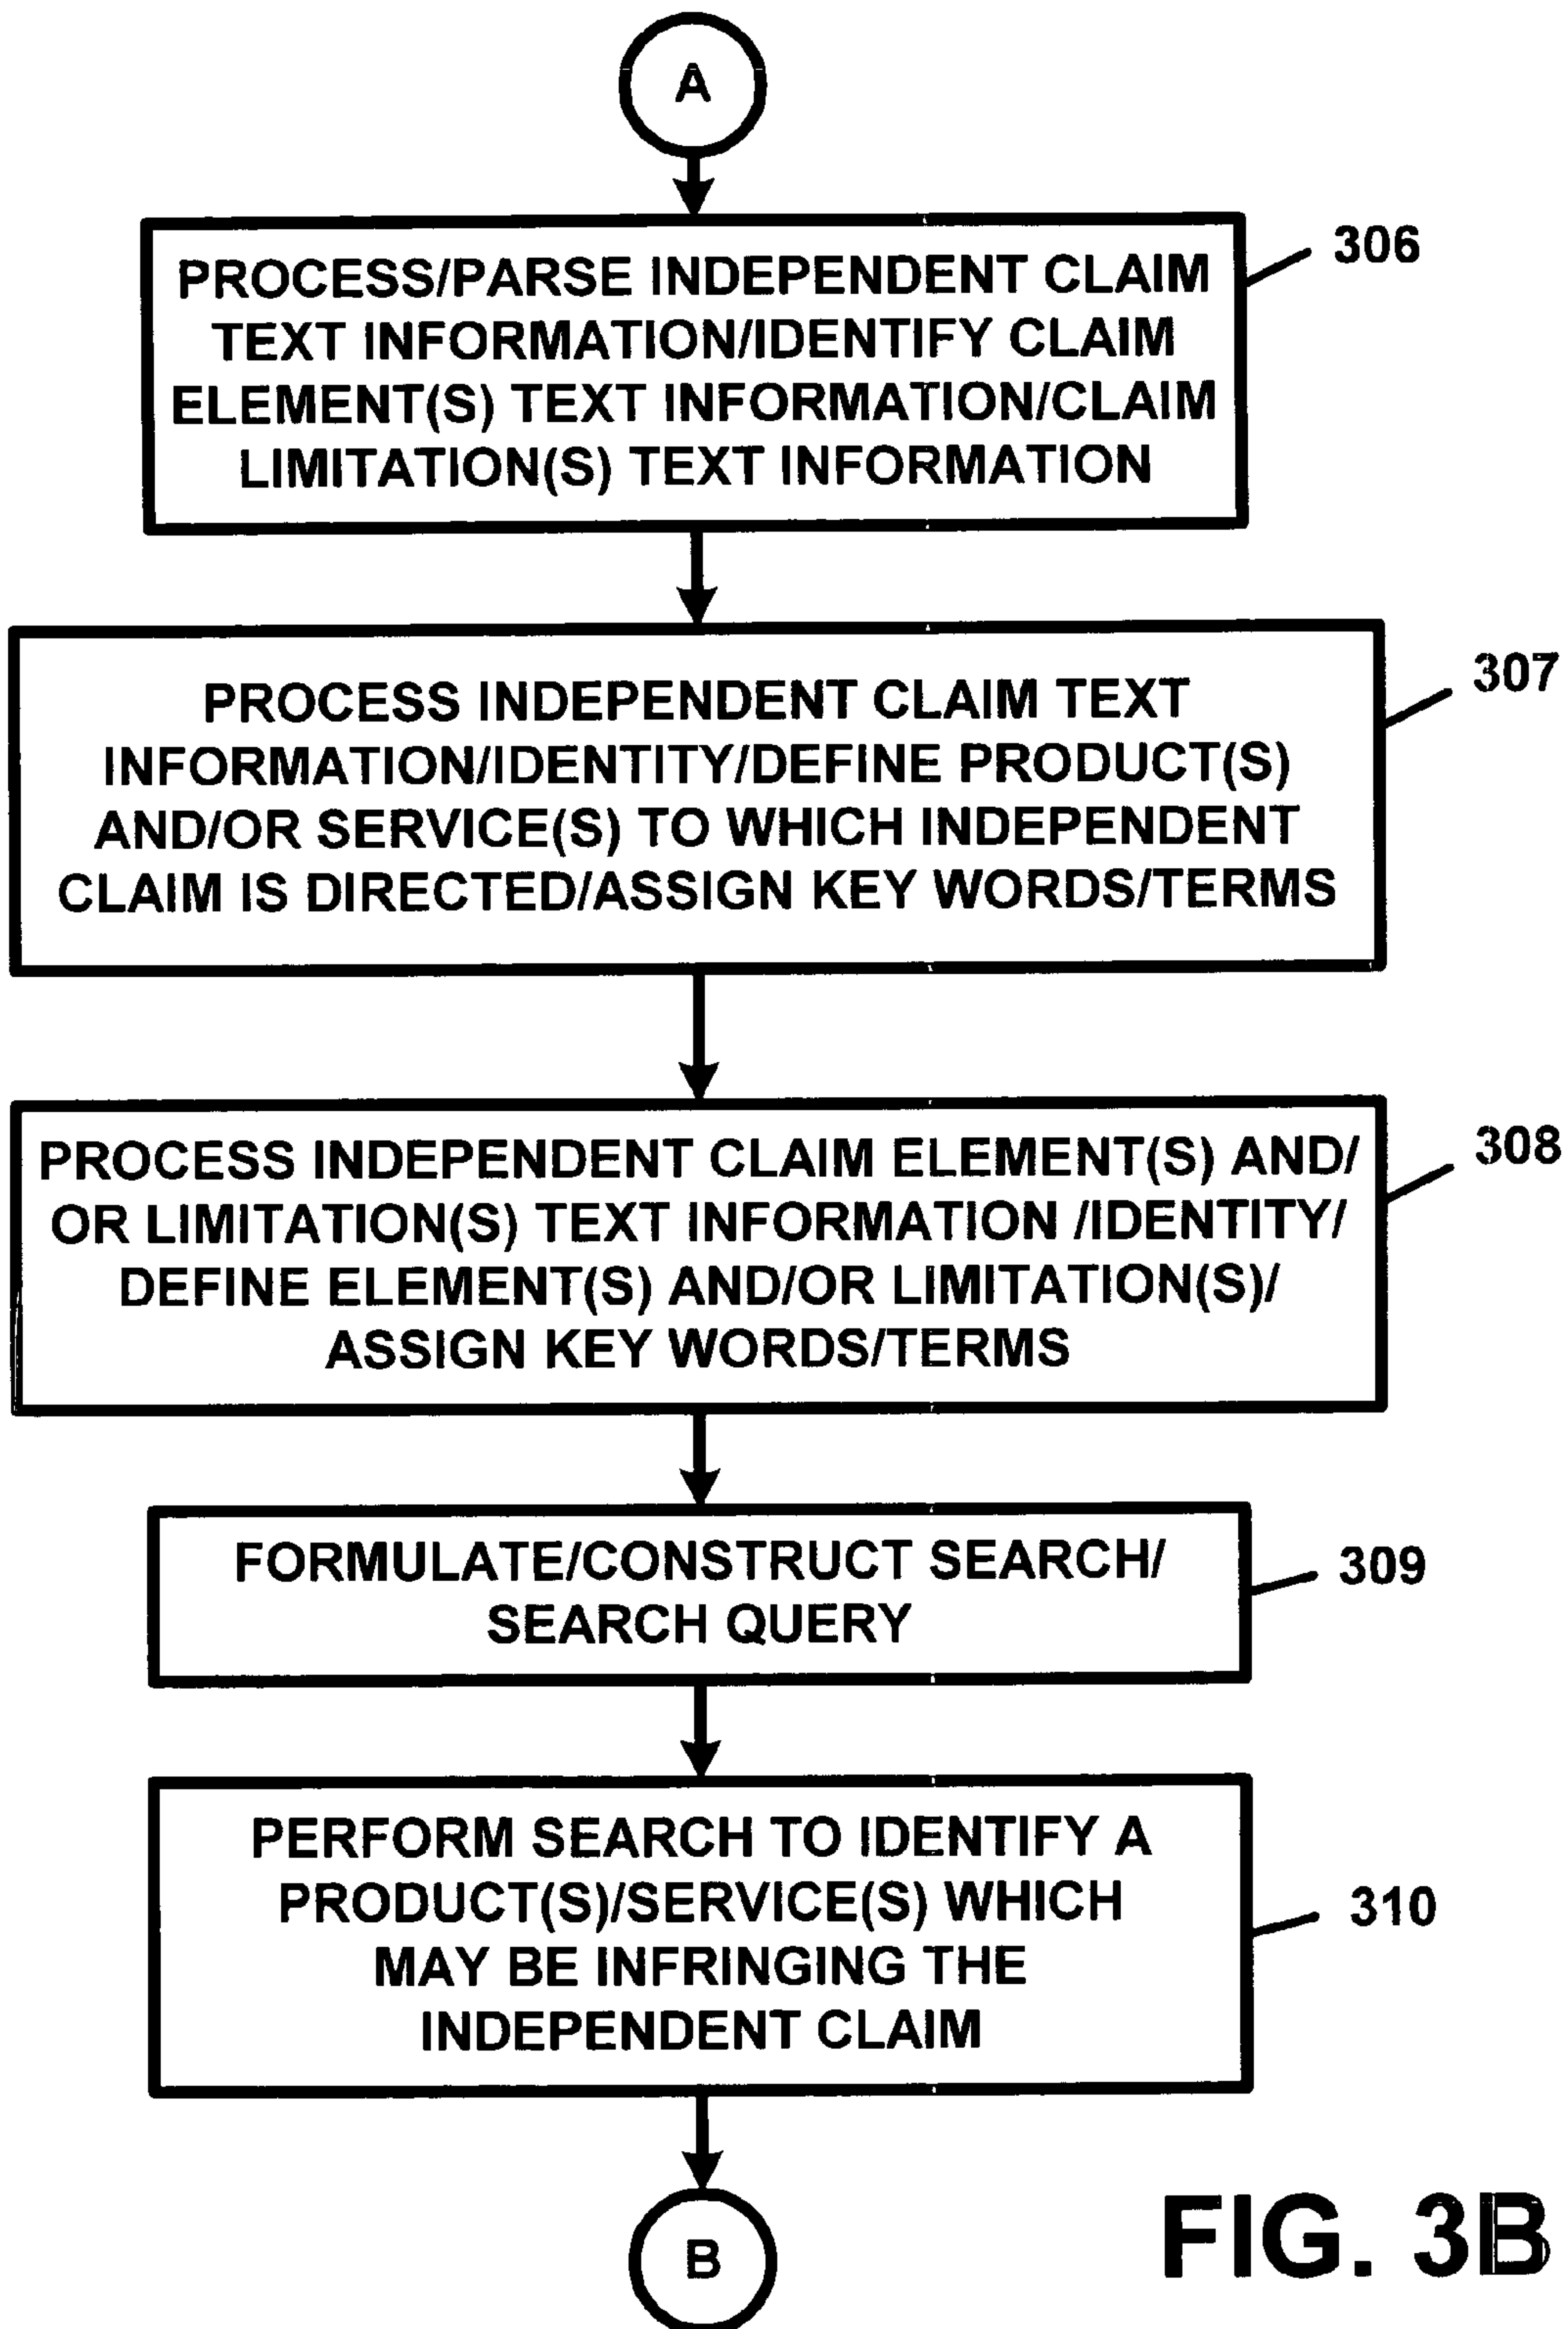 A
PROCESS/PARSE INDEPENDENT CLAIM
TEXT INFORMATION/IDENTIFY CLAIM
ELEMENT(S) TEXT INFORMATION/CLAIM
LIMITATION(S) TEXT INFORMATION
306
PROCESS INDEPENDENT CLAIM TEXT
INFORMATION/IDENTITY/DEFINE PRODUCT(S)
AND/OR SERVICE(S) TO WHICH INDEPENDENT
CLAIM IS DIRECTED/ASSIGN KEY WORDS/TERMS
307
PROCESS INDEPENDENT CLAIM ELEMENT(S) AND/
OR LIMITATION(S) TEXT INFORMATION /IDENTITY/
DEFINE ELEMENT(S) AND/OR LIMITATION(S)/
ASSIGN KEY WORDS/TERMS
308
FORMULATE/CONSTRUCT SEARCH/
SEARCH QUERY
309
PERFORM SEARCH TO IDENTIFY A
PRODUCT(S)/SERVICE(S) WHICH
MAY BE INFRINGING THE
INDEPENDENT CLAIM
310
B
FIG. 3B